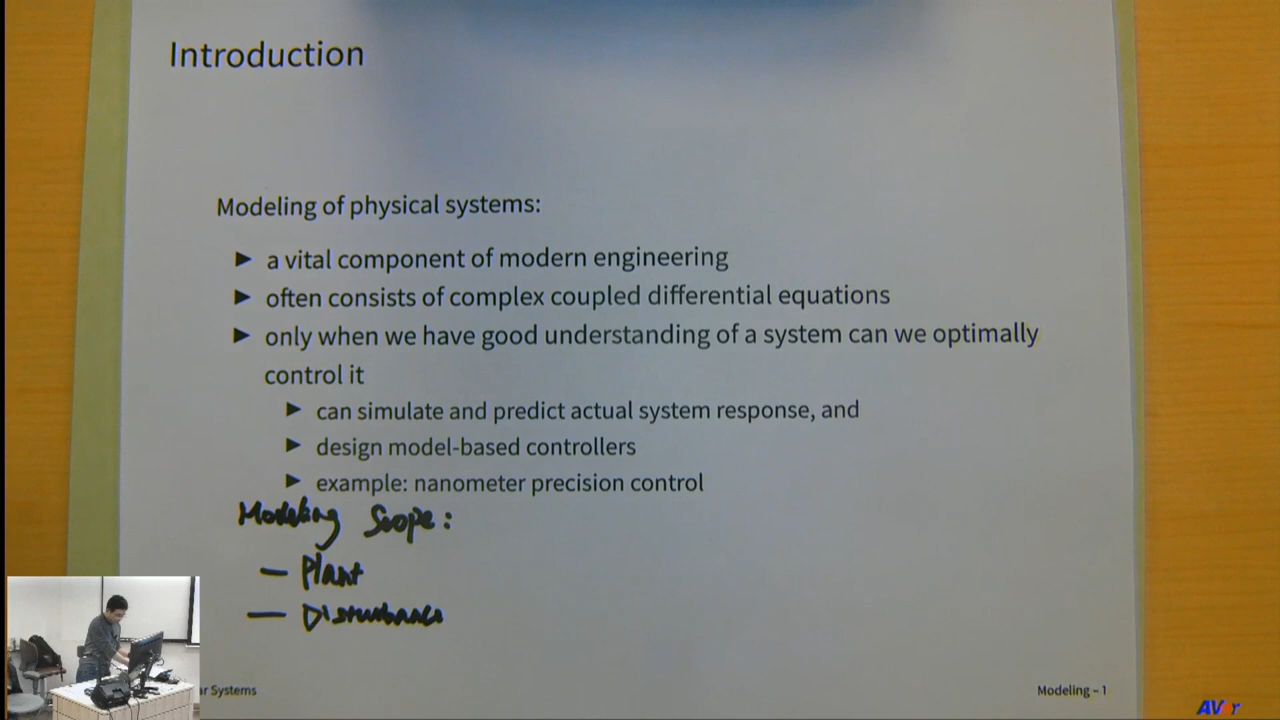 Introduction
Modeling of physical systems:
▶ a vital component of modern engineering
▶ often consists of complex coupled differential equations
▶ only when we have good understanding of a system can we optimally
control it
▶ can simulate and predict actual system response, and
▶ design model-based controllers
▶ example: nanometer precision control
Modeling Scope:
— Plant
— Disturbance
Systems
Modeling – 1
AVer